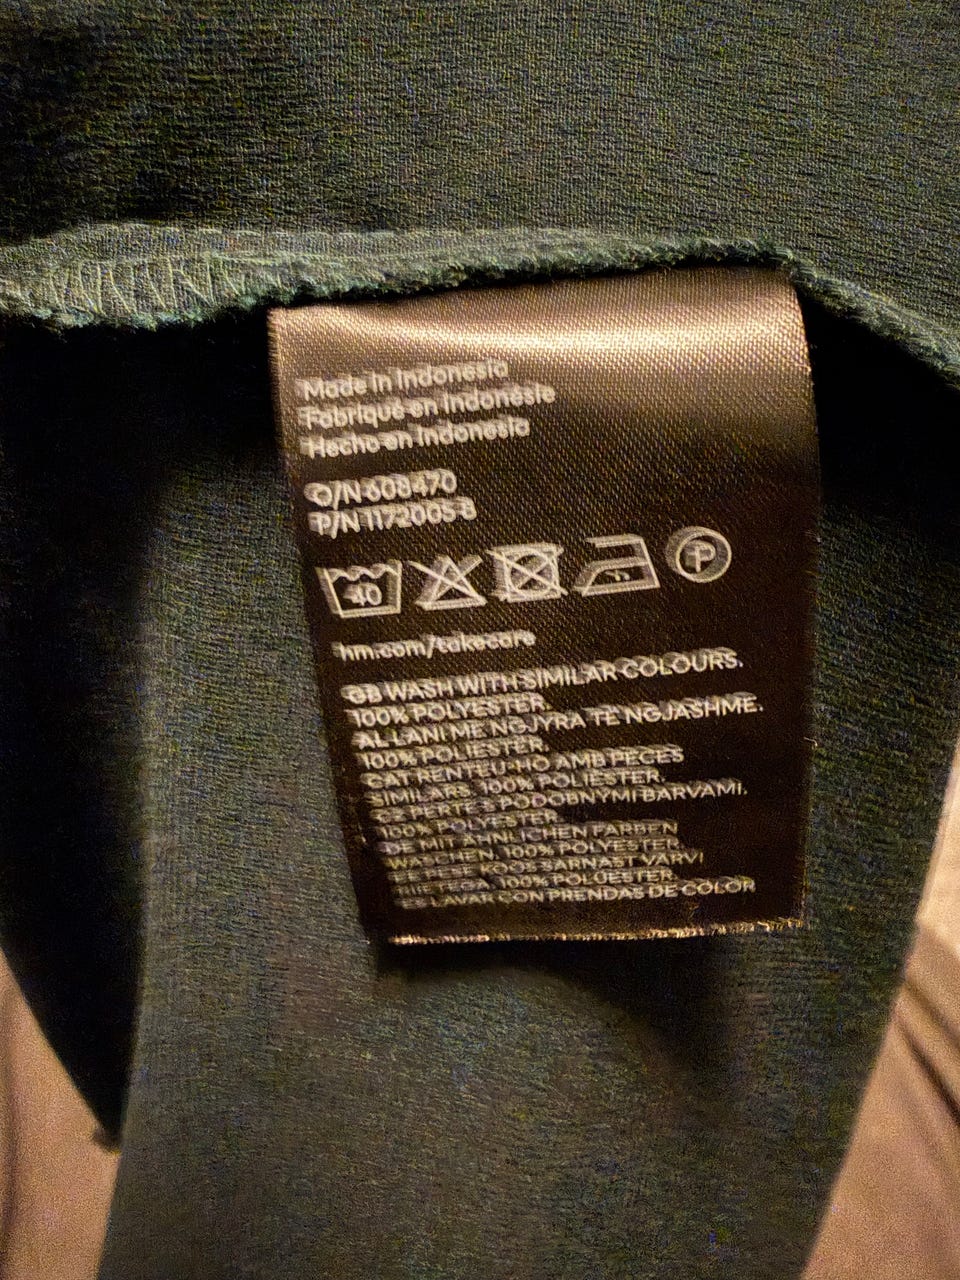 Made in Indonesia
Fabriqué en Indonésie
Hecho en Indonesia
O/N 608470
P/N 1172005 8
40
P
hm.com/takecare
GB WASH WITH SIMILAR COLOURS.
100% POLYESTER.
AL LANI ME NGJYRA TË NGJASHME.
100% POLIESTER.
CAT RENTEU-HO AMB PECES
SIMILARS. 100% POLIÈSTER.
CZ PERTE S PODOBNÝMI BARVAMI.
100% POLYESTER.
DE MIT ÄHNLICHEN FARBEN
WASCHEN. 100% POLYESTER.
EE PESE KOOS SARNAST VÄRVI
RIIETEGA. 100% POLÜESTER.
ES LAVAR CON PRENDAS DE COLOR